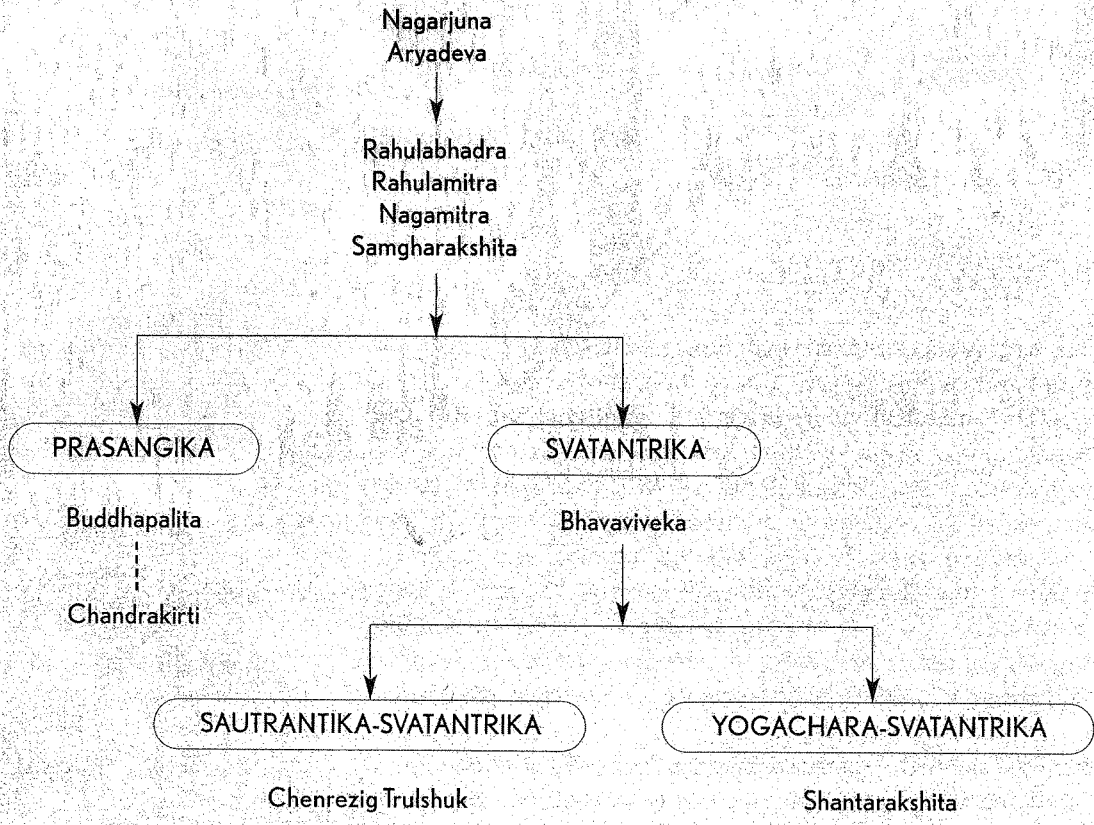 Nagarjuna
Aryadeva
Rahulabhadra
Rahulamitra
Nagamitra
Samgharakshita
PRASANGIKA
SVATANTRIKA
Buddhapalita
Bhavaviveka
Chandrakirti
SAUTRANTIKA-SVATANTRIKA
YOGACHARA-SVATANTRIKA
Chenrezig Trulshuk
Shantarakshita